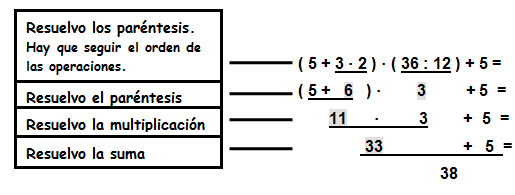 Resuelvo los paréntesis.
Hay que seguir el orden de
las operaciones.
( 5 + 3 · 2 ) · ( 36 : 12 ) + 5 =
Resuelvo el paréntesis
( 5 + 6 ) · 3 + 5 =
Resuelvo la multiplicación
11 · 3 + 5 =
Resuelvo la suma
33 + 5 =
38